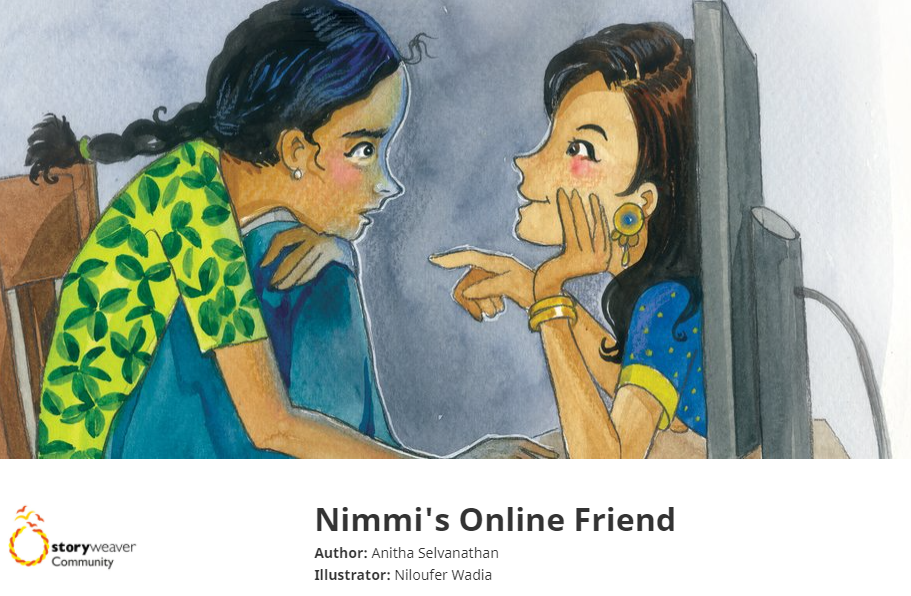 Nimmi's Online Friend
storyweaver
Community
Author: Anitha Selvanathan
Illustrator: Niloufer Wadia